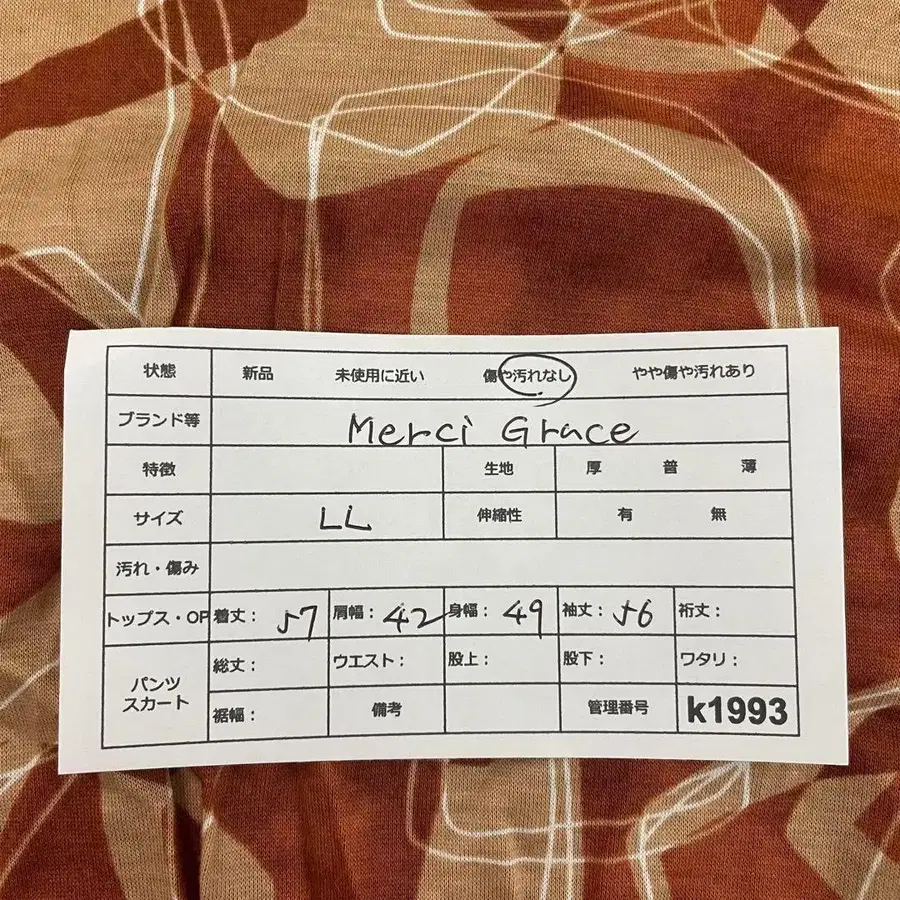 状態 新品 未使用に近い 傷や汚れなし やや傷や汚れあり
ブランド等 Merci Grace
特徴 生地 厚 普 薄
サイズ LL 伸縮性 有 無
汚れ・傷み
トップス・OP 着丈: 57 肩幅: 42 身幅: 49 袖丈: 56 裄丈:
パンツ スカート 総丈: ウエスト: 股上: 股下: ワタリ:
裾幅: 備考 管理番号 k1993